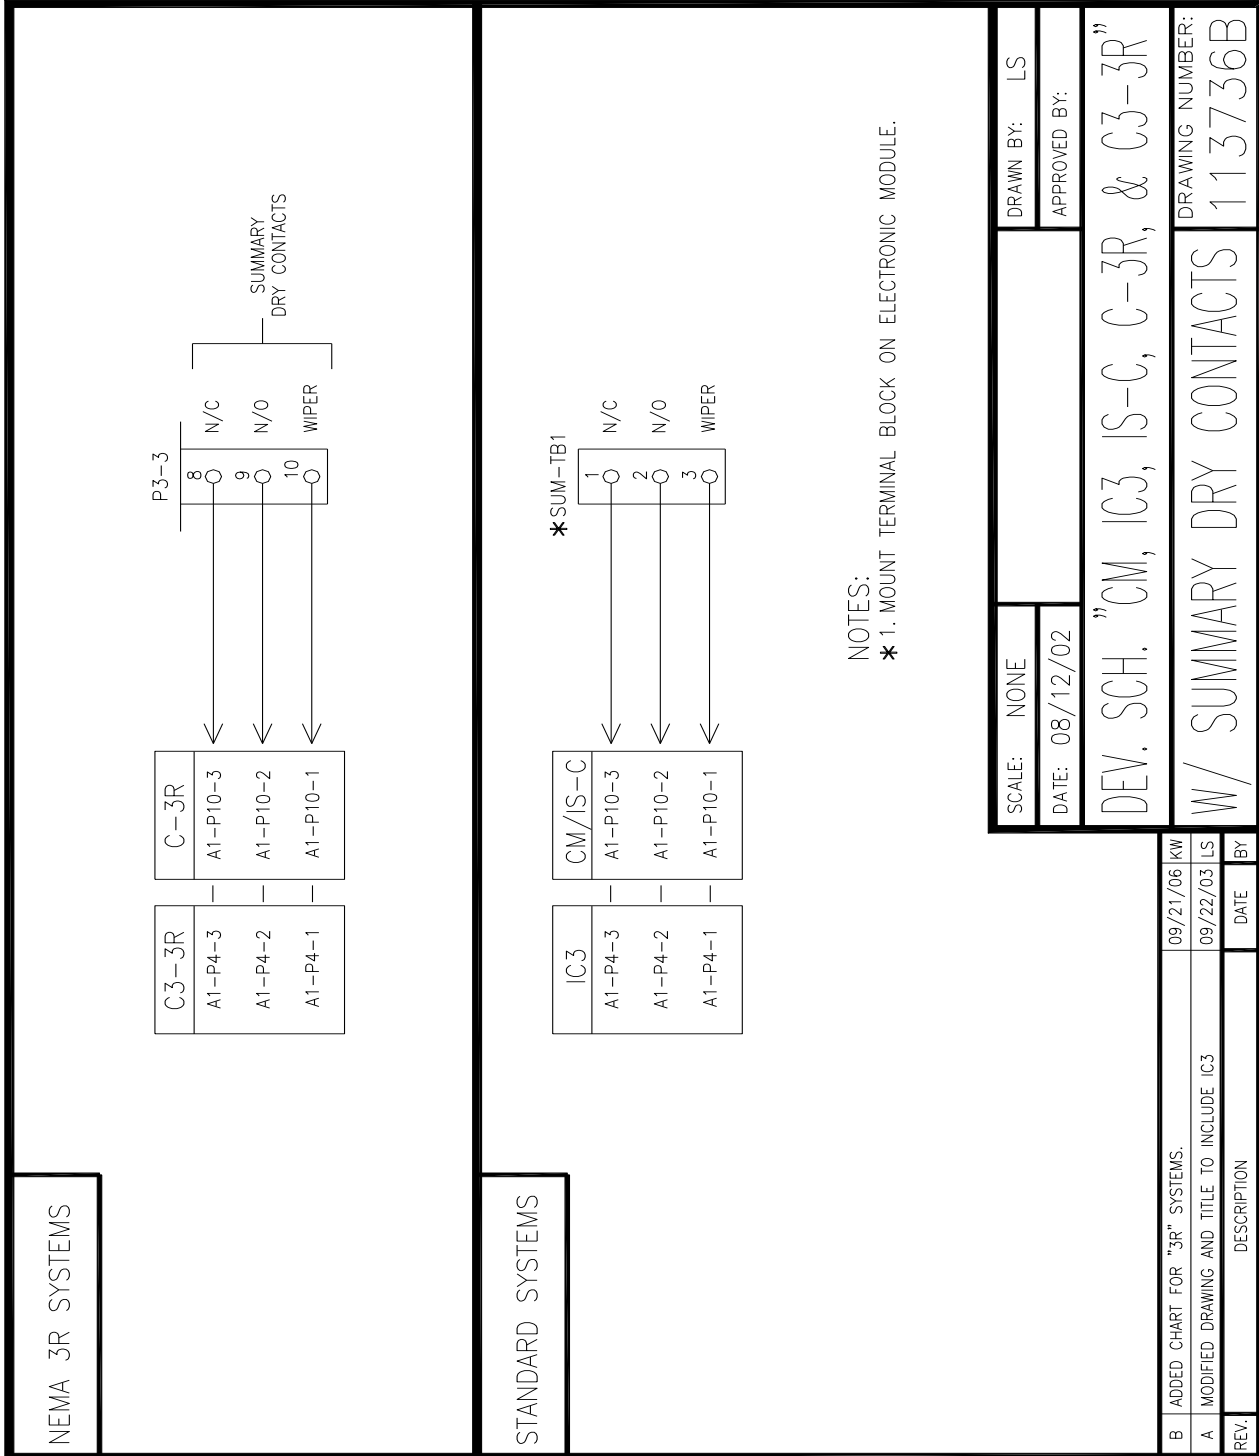 NEMA 3R SYSTEMS
C3-3R
A1-P4-3
A1-P4-2
A1-P4-1
C-3R
A1-P10-3
A1-P10-2
A1-P10-1
P3-3
8
9
10
N/C
N/O
WIPER
SUMMARY
DRY CONTACTS
STANDARD SYSTEMS
IC3
A1-P4-3
A1-P4-2
A1-P4-1
CM/IS-C
A1-P10-3
A1-P10-2
A1-P10-1
*SUM-TB1
1
2
3
N/C
N/O
WIPER
NOTES:
* 1. MOUNT TERMINAL BLOCK ON ELECTRONIC MODULE.
B ADDED CHART FOR "3R" SYSTEMS. 09/21/06 KW
A MODIFIED DRAWING AND TITLE TO INCLUDE IC3 09/22/03 LS
REV. DESCRIPTION DATE BY
SCALE: NONE
DATE: 08/12/02
DRAWN BY: LS
APPROVED BY:
DEV. SCH. "CM, IC3, IS-C, C-3R, & C3-3R"
W/ SUMMARY DRY CONTACTS
DRAWING NUMBER:
113736B